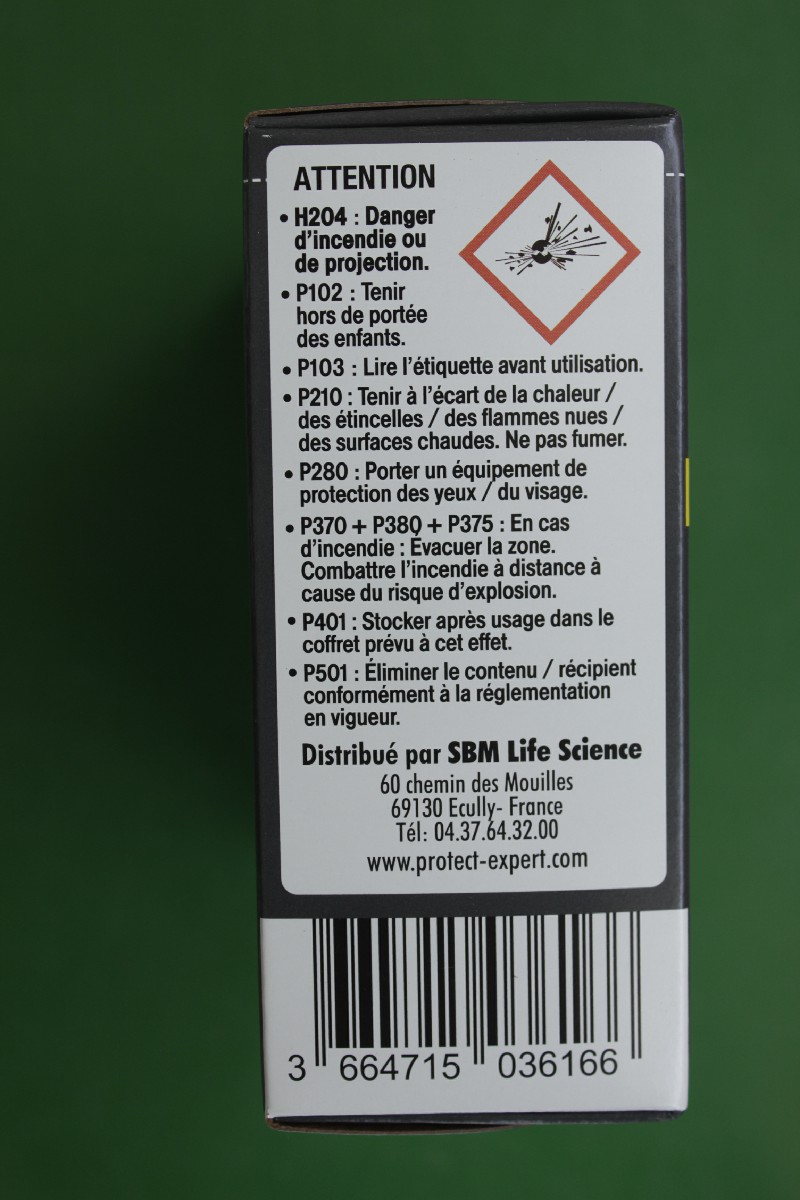 ATTENTION
• H204 : Danger
d'incendie ou
de projection.
• P102 : Tenir
hors de portée
des enfants.
• P103 : Lire l'étiquette avant utilisation.
• P210 : Tenir à l'écart de la chaleur /
des étincelles / des flammes nues /
des surfaces chaudes. Ne pas fumer.
• P280 : Porter un équipement de
protection des yeux / du visage.
• P370 + P380 + P375 : En cas
d'incendie : Évacuer la zone.
Combattre l'incendie à distance à
cause du risque d'explosion.
• P401 : Stocker après usage dans le
coffret prévu à cet effet.
• P501 : Éliminer le contenu / récipient
conformément à la réglementation
en vigueur.
Distribué par SBM Life Science
60 chemin des Mouilles
69130 Ecully- France
Tél: 04.37.64.32.00
www.protect-expert.com
3 664715 036166